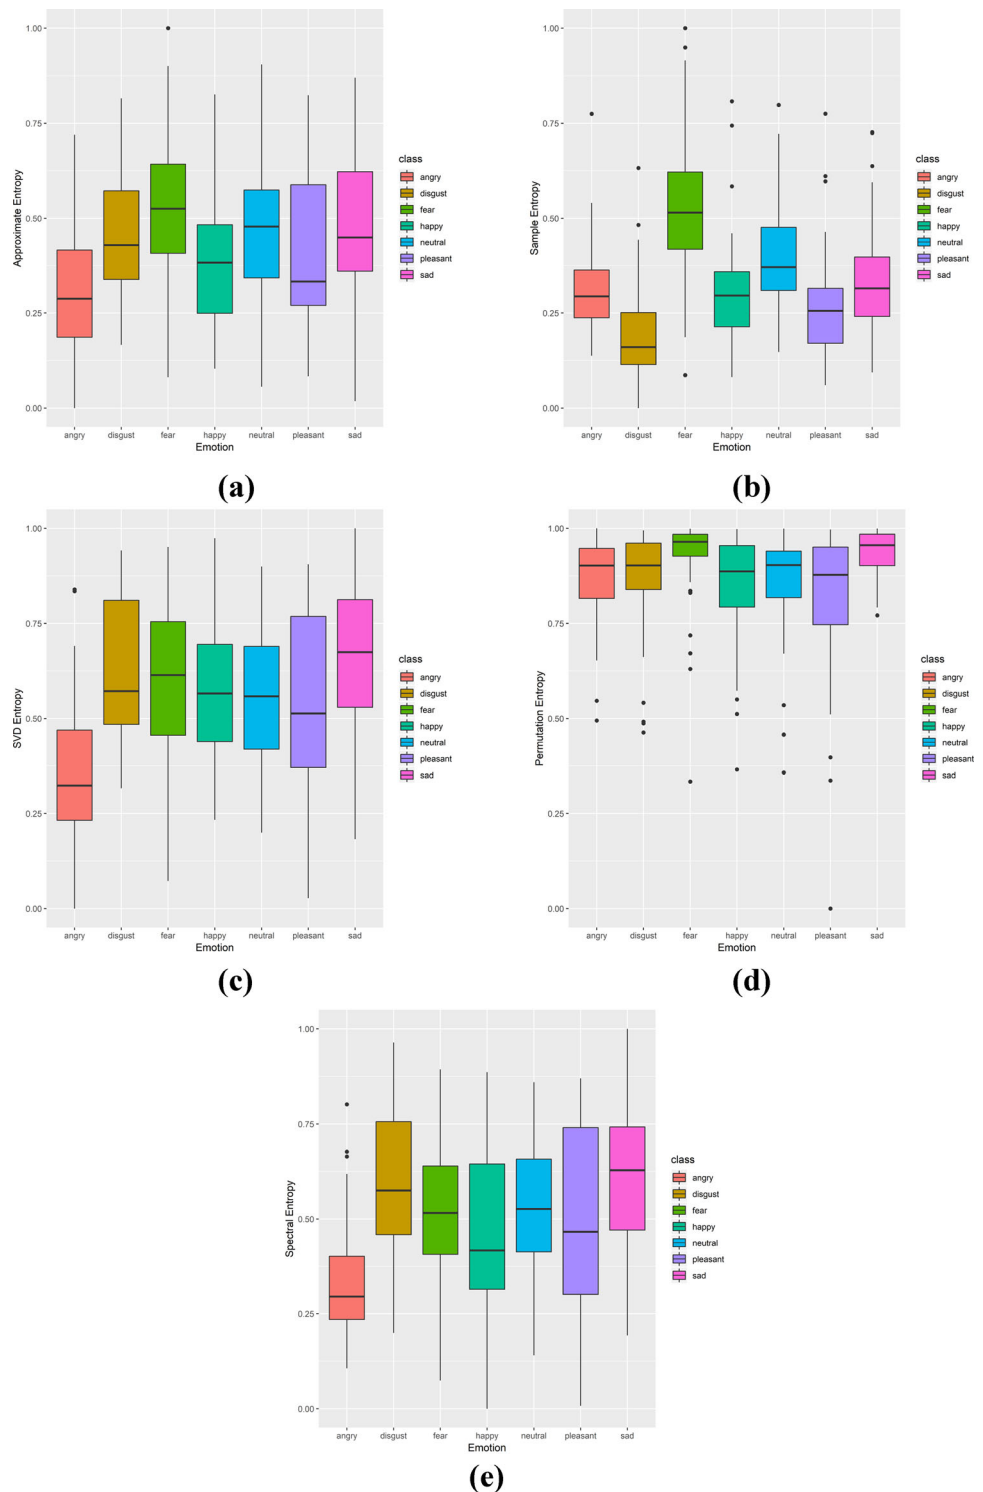 1.00
0.75
0.50
0.25
0.00
Approximate Entropy
angry disgust fear happy neutral pleasant sad
Emotion
class
angry
disgust
fear
happy
neutral
pleasant
sad
(a)
1.00
0.75
0.50
0.25
0.00
Sample Entropy
angry disgust fear happy neutral pleasant sad
Emotion
class
angry
disgust
fear
happy
neutral
pleasant
sad
(b)
1.00
0.75
0.50
0.25
0.00
SVD Entropy
angry disgust fear happy neutral pleasant sad
Emotion
class
angry
disgust
fear
happy
neutral
pleasant
sad
(c)
1.00
0.75
0.50
0.25
0.00
Permutation Entropy
angry disgust fear happy neutral pleasant sad
Emotion
class
angry
disgust
fear
happy
neutral
pleasant
sad
(d)
1.00
0.75
0.50
0.25
0.00
Spectral Entropy
angry disgust fear happy neutral pleasant sad
Emotion
class
angry
disgust
fear
happy
neutral
pleasant
sad
(e)